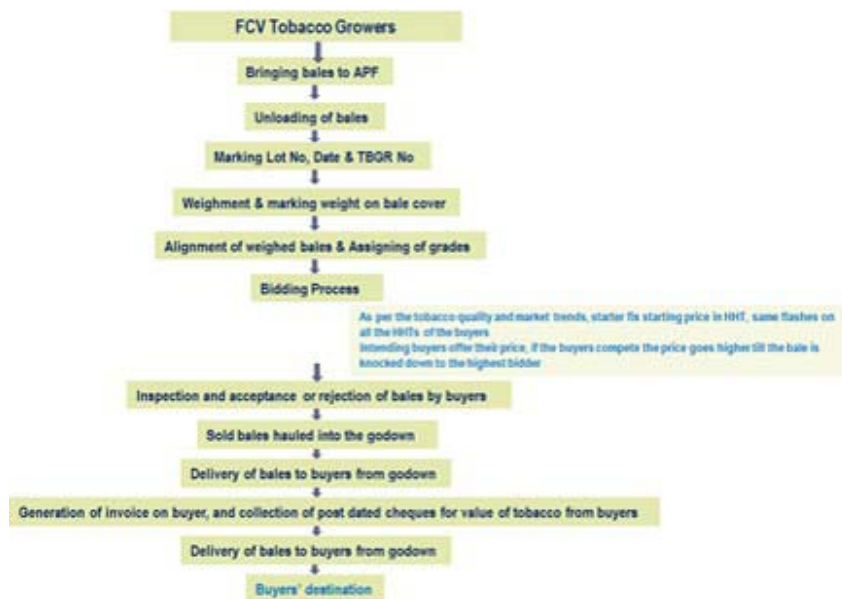 FCV Tobacco Growers
Bringing bales to APF
Unloading of bales
Marking Lot No, Date & TBGR No
Weighment & marking weight on bale cover
Alignment of weighed bales & Assigning of grades
Bidding Process
As per the tobacco quality and market trends, starter fix starting price in HHT, same flashes on
all the HHTs of the buyers
Intending buyers offer their price, if the buyers compete the price goes higher till the bale is
knocked down to the highest bidder
Inspection and acceptance or rejection of bales by buyers
Sold bales hauled into the godown
Delivery of bales to buyers from godown
Generation of invoice on buyer, and collection of post dated cheques for value of tobacco from buyers
Delivery of bales to buyers from godown
Buyers' destination